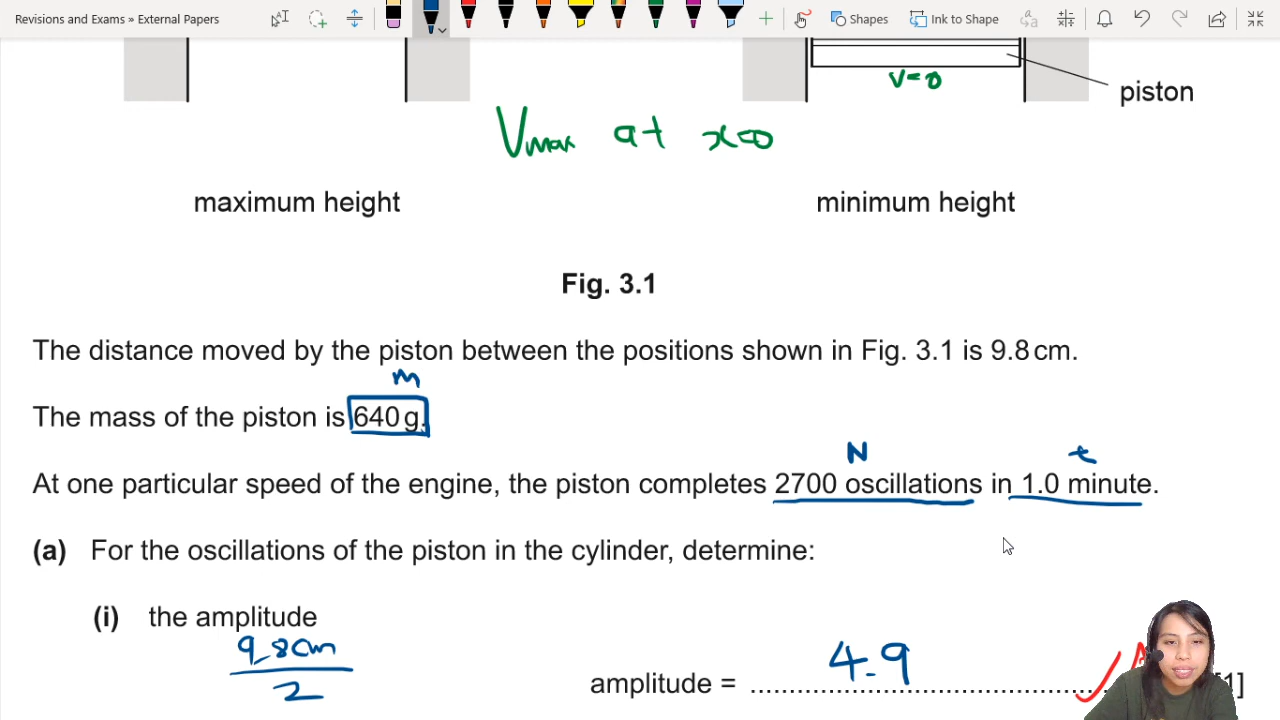 Revisions and Exams » External Papers
Shapes
Ink to Shape
v=0
piston
Vmax at x=0
maximum height
minimum height
Fig. 3.1
The distance moved by the piston between the positions shown in Fig. 3.1 is 9.8 cm.
m
The mass of the piston is 640 g.
N t
At one particular speed of the engine, the piston completes 2700 oscillations in 1.0 minute.
(a) For the oscillations of the piston in the cylinder, determine:
(i) the amplitude
9.8cm
2
4.9
amplitude = ........................................ [1]